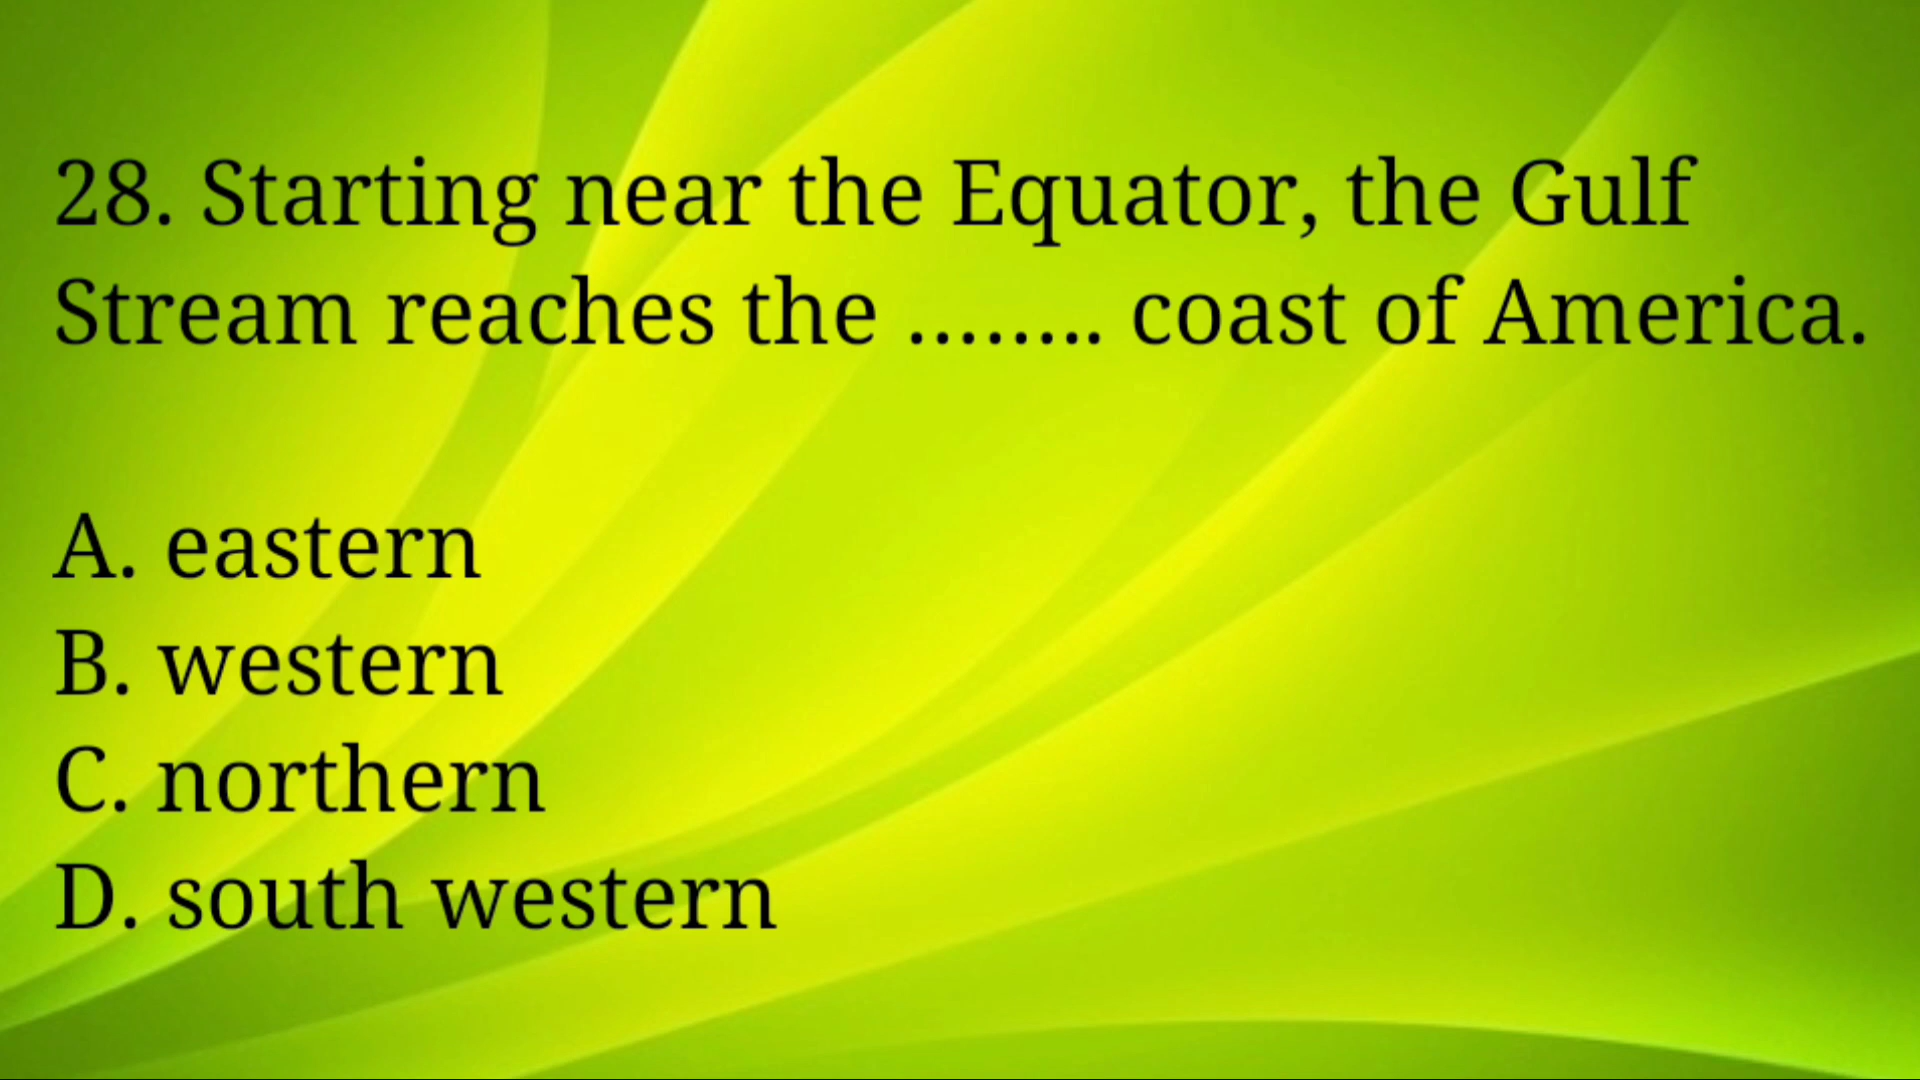 28. Starting near the Equator, the Gulf
Stream reaches the ........ coast of America.
A. eastern
B. western
C. northern
D. south western